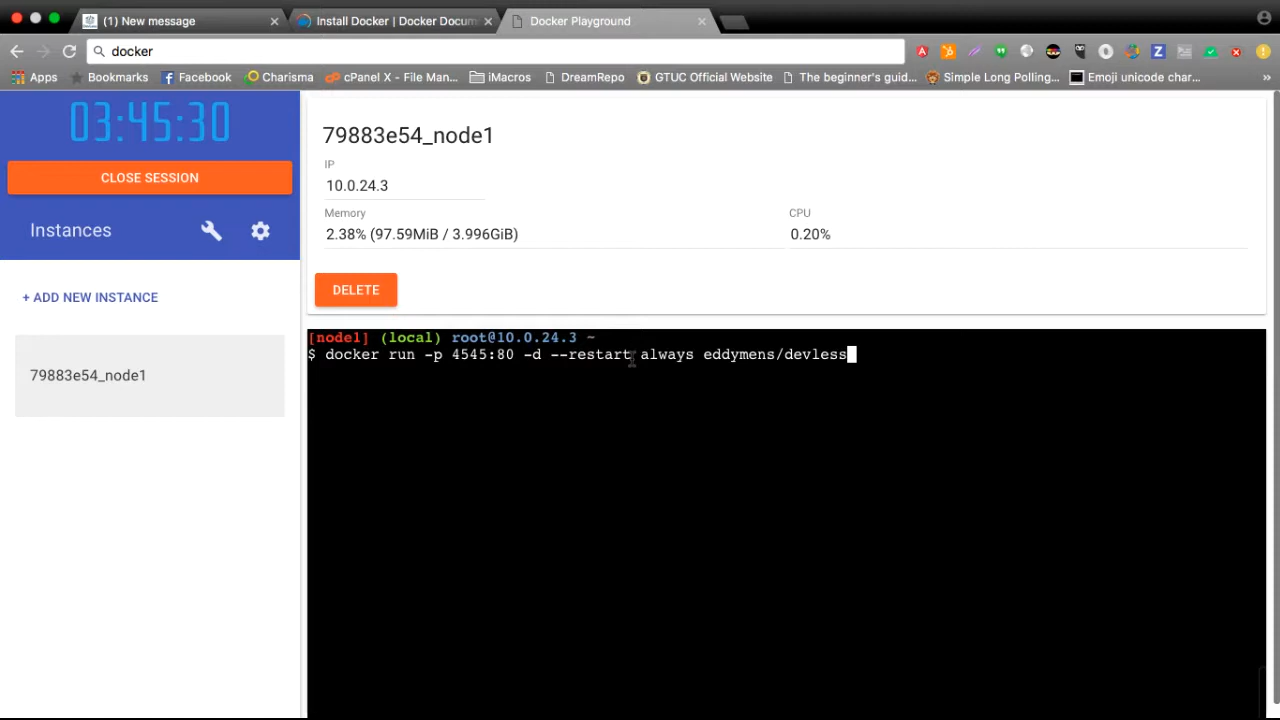 (1) New message
Install Docker | Docker Docum
Docker Playground
docker
Apps
Bookmarks
Facebook
Charisma
cPanel X - File Man...
iMacros
DreamRepo
GTUC Official Website
The beginner's guid...
Simple Long Polling...
Emoji unicode char...
»
03:45:30
CLOSE SESSION
Instances
+ ADD NEW INSTANCE
79883e54_node1
79883e54_node1
IP
10.0.24.3
Memory
2.38% (97.59MiB / 3.996GiB)
CPU
0.20%
DELETE
[node1] (local) root@10.0.24.3 ~
$ docker run -p 4545:80 -d --restart always eddymens/devless